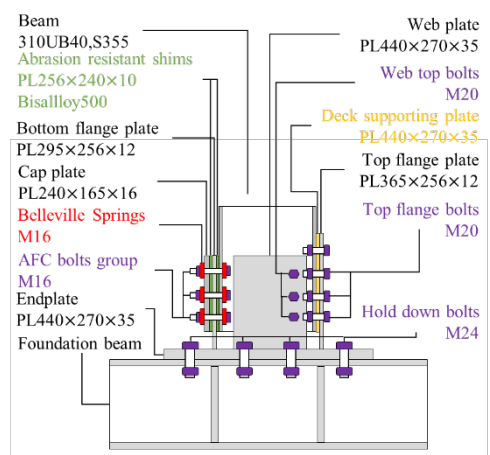 Beam
310UB40,S355
Abrasion resistant shims
PL256×240×10
Bisallloy500
Bottom flange plate
PL295×256×12
Cap plate
PL240×165×16
Belleville Springs
M16
AFC bolts group
M16
Endplate
PL440×270×35
Foundation beam
Web plate
PL440×270×35
Web top bolts
M20
Deck supporting plate
PL440×270×35
Top flange plate
PL365×256×12
Top flange bolts
M20
Hold down bolts
M24